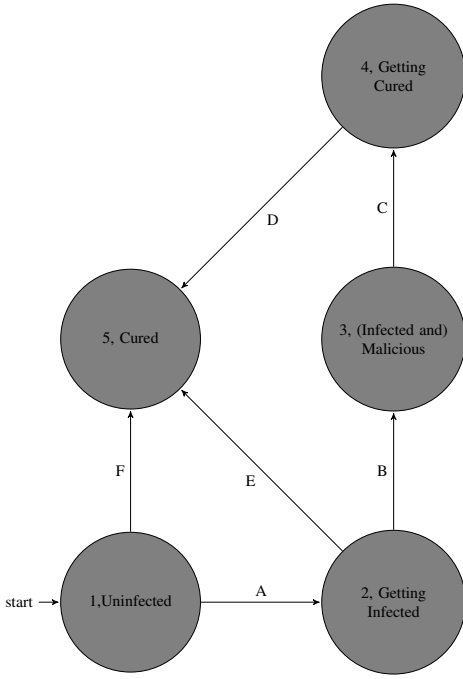 4, Getting
Cured
D
C
5, Cured
3, (Infected and)
Malicious
F
E
B
start
1,Uninfected
A
2, Getting
Infected